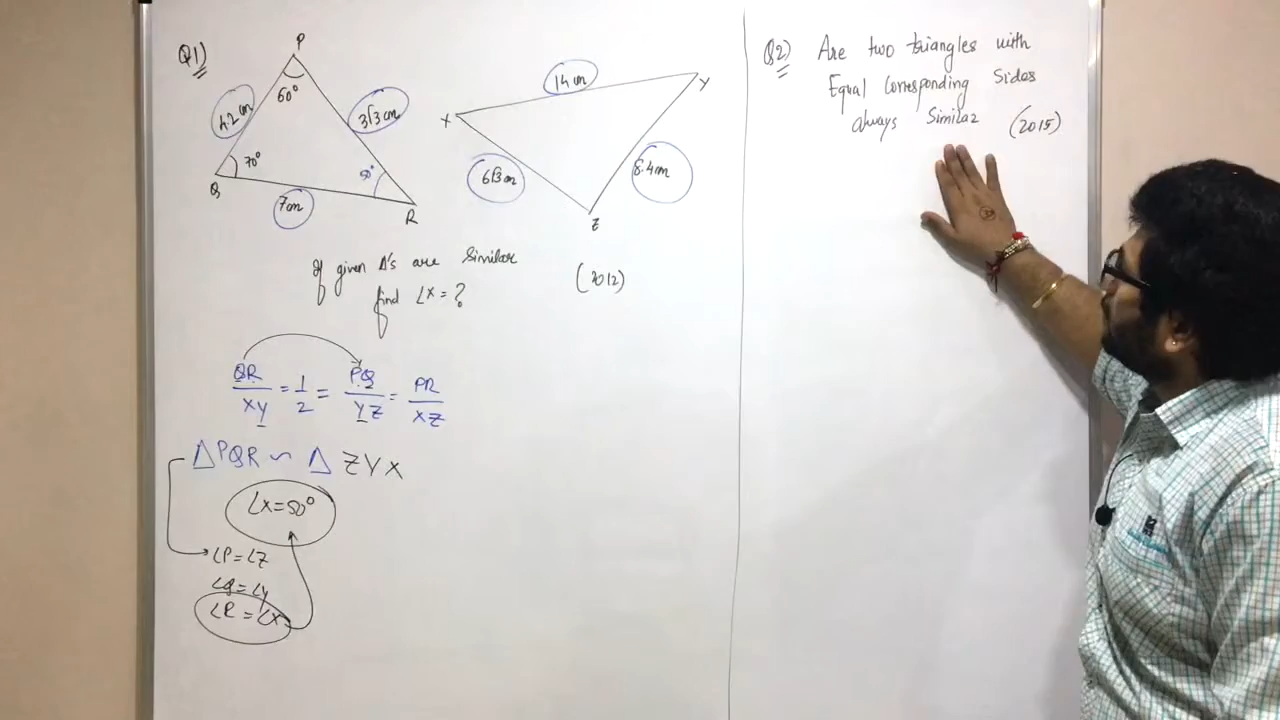 Q1)
P
60°
4.2 cm
3√3 cm
70°
50°
Q
7 cm
R
14 cm
X
Y
6√3 cm
8.4 cm
Z
If given Δ's are similar
find ∠X = ?
(2012)
QR/XY = 1/2 = PQ/YZ = PR/XZ
ΔPQR ~ Δ ZYX
∠X = 50°
∠P = ∠Z
∠Q = ∠Y
∠R = ∠X
Q2) Are two triangles with
Equal Corresponding Sides
always Similar (2015)